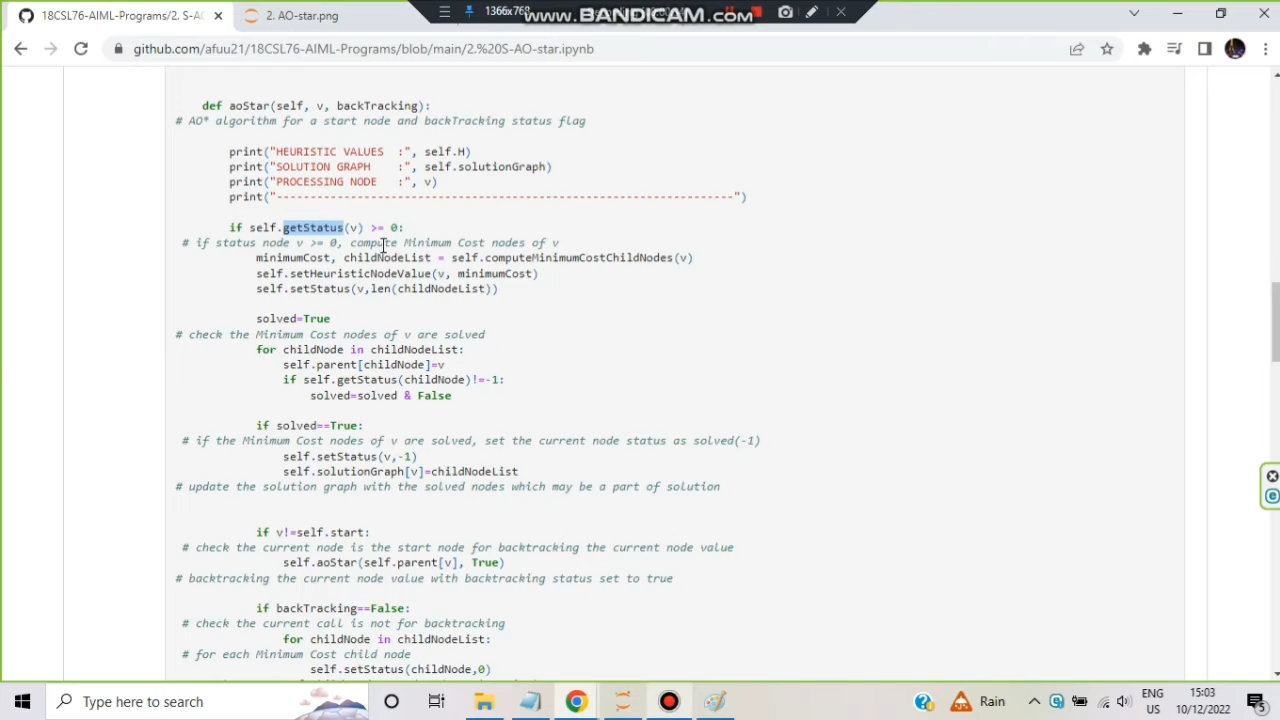 18CSL76-AIML-Programs/2. S-AC
2. AO-star.png
1366x768
www.BANDICAM.com
github.com/afuu21/18CSL76-AIML-Programs/blob/main/2.%20S-AO-star.ipynb
def aoStar(self, v, backTracking):
# AO* algorithm for a start node and backTracking status flag
print("HEURISTIC VALUES  :", self.H)
print("SOLUTION GRAPH    :", self.solutionGraph)
print("PROCESSING NODE   :", v)
print("-----------------------------------------------------------------------------------------")
if self.getStatus(v) >= 0:
# if status node v >= 0, compute Minimum Cost nodes of v
minimumCost, childNodeList = self.computeMinimumCostChildNodes(v)
self.setHeuristicNodeValue(v, minimumCost)
self.setStatus(v,len(childNodeList))
solved=True
# check the Minimum Cost nodes of v are solved
for childNode in childNodeList:
self.parent[childNode]=v
if self.getStatus(childNode)!=-1:
solved=solved & False
if solved==True:
# if the Minimum Cost nodes of v are solved, set the current node status as solved(-1)
self.setStatus(v,-1)
self.solutionGraph[v]=childNodeList
# update the solution graph with the solved nodes which may be a part of solution
if v!=self.start:
# check the current node is the start node for backtracking the current node value
self.aoStar(self.parent[v], True)
# backtracking the current node value with backtracking status set to true
if backTracking==False:
# check the current call is not for backtracking
for childNode in childNodeList:
# for each Minimum Cost child node
self.setStatus(childNode,0)
Type here to search
Rain
ENG
US
15:03
10/12/2022
5